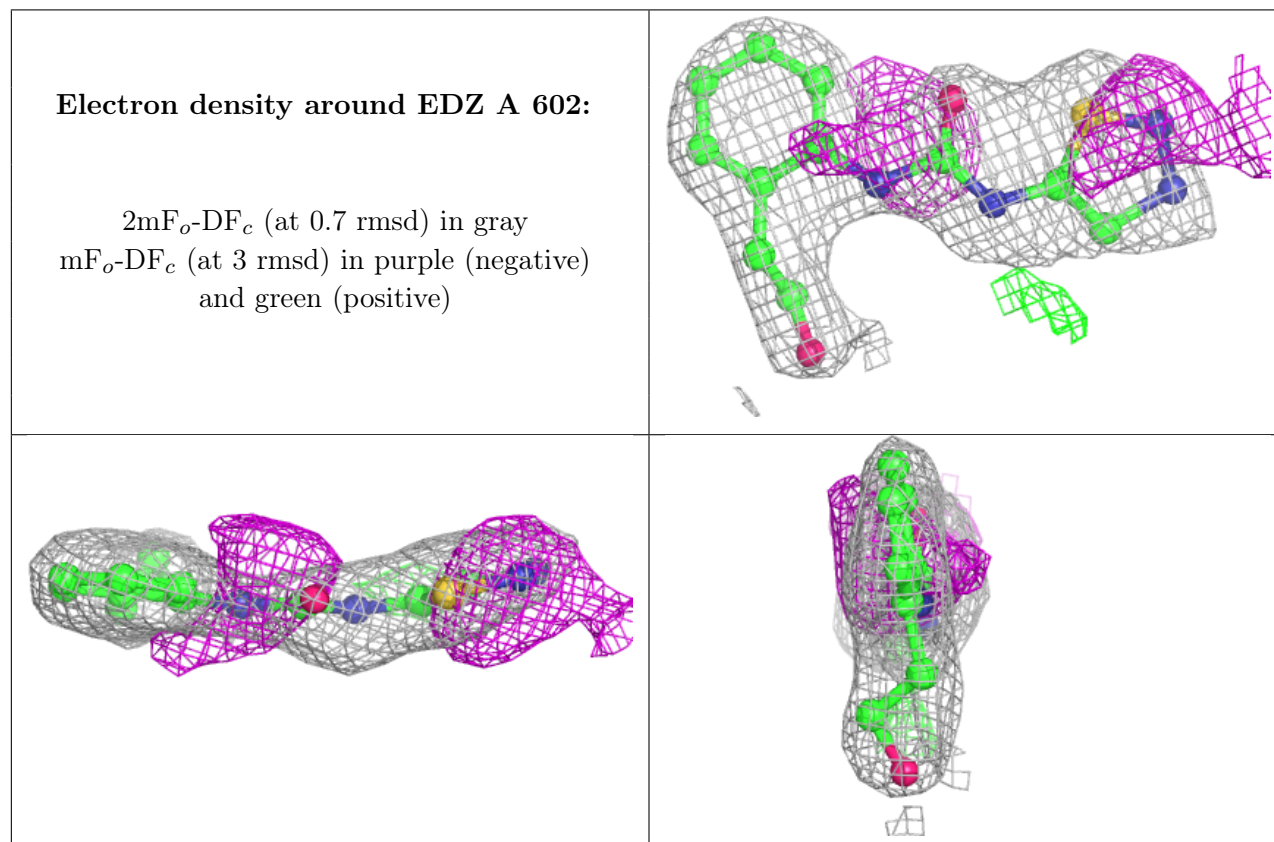 Electron density around EDZ A 602:
2mFo-DFc (at 0.7 rmsd) in gray
mFo-DFc (at 3 rmsd) in purple (negative)
and green (positive)